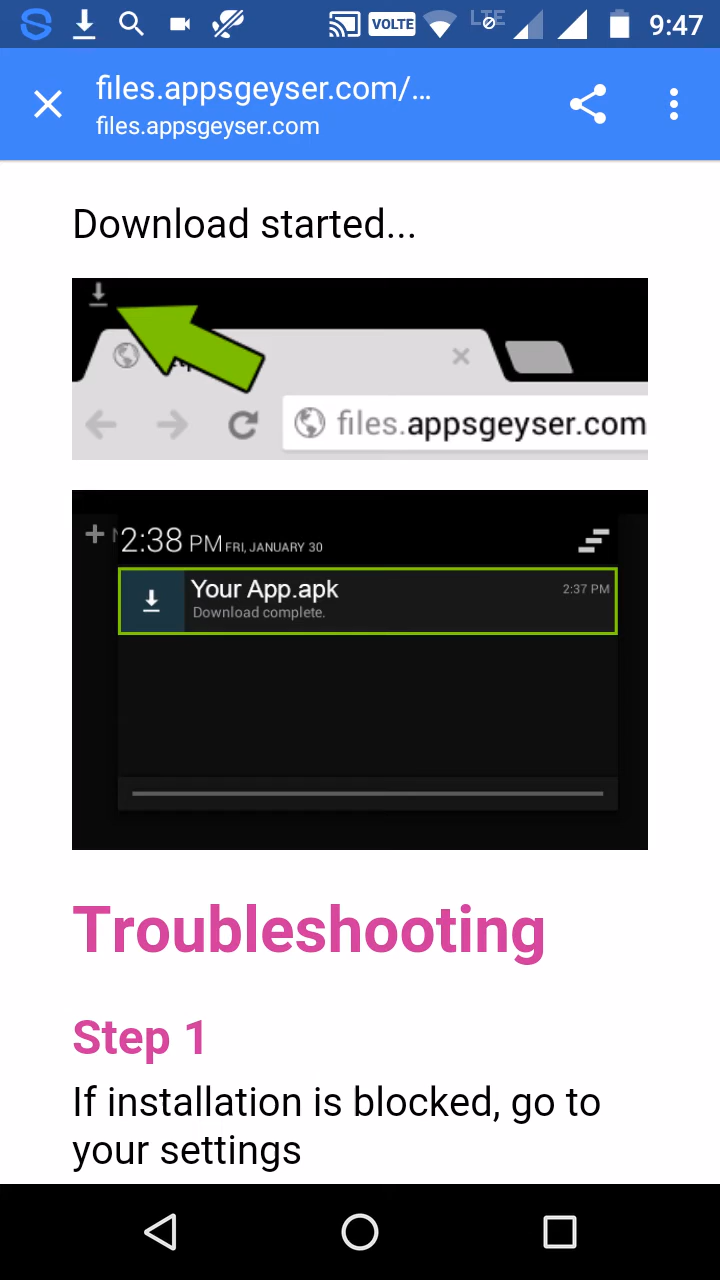 VOLTE LTE 9:47
files.appsgeyser.com/...
files.appsgeyser.com
Download started...
files.appsgeyser.com
2:38 PM FRI, JANUARY 30
Your App.apk 2:37 PM
Download complete.
Troubleshooting
Step 1
If installation is blocked, go to
your settings